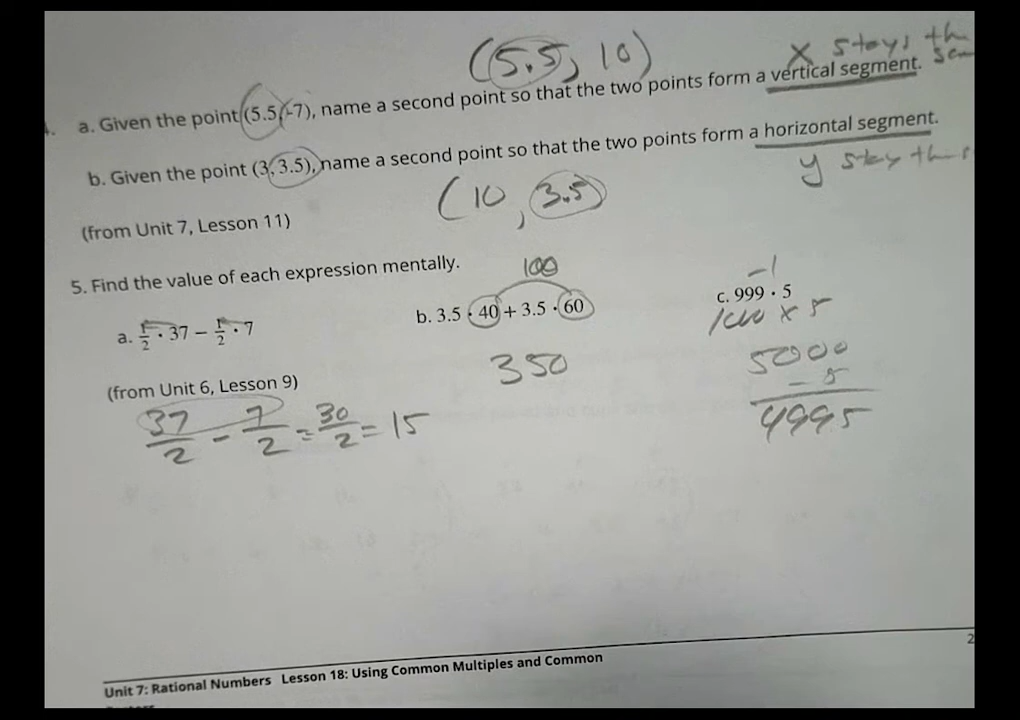 (5.5, 10)
x stays th
a. Given the point (5.5, -7), name a second point so that the two points form a vertical segment.
b. Given the point (3, 3.5), name a second point so that the two points form a horizontal segment.
y stay the
(10, 3.5)
(from Unit 7, Lesson 11)
5. Find the value of each expression mentally.
100
-1
a. 1/2 · 37 − 1/2 · 7
b. 3.5 · 40 + 3.5 · 60
c. 999 · 5
1000 x 5
350
5000
- 5
4995
(from Unit 6, Lesson 9)
37/2 - 7/2 = 30/2 = 15
2
Unit 7: Rational Numbers Lesson 18: Using Common Multiples and Common